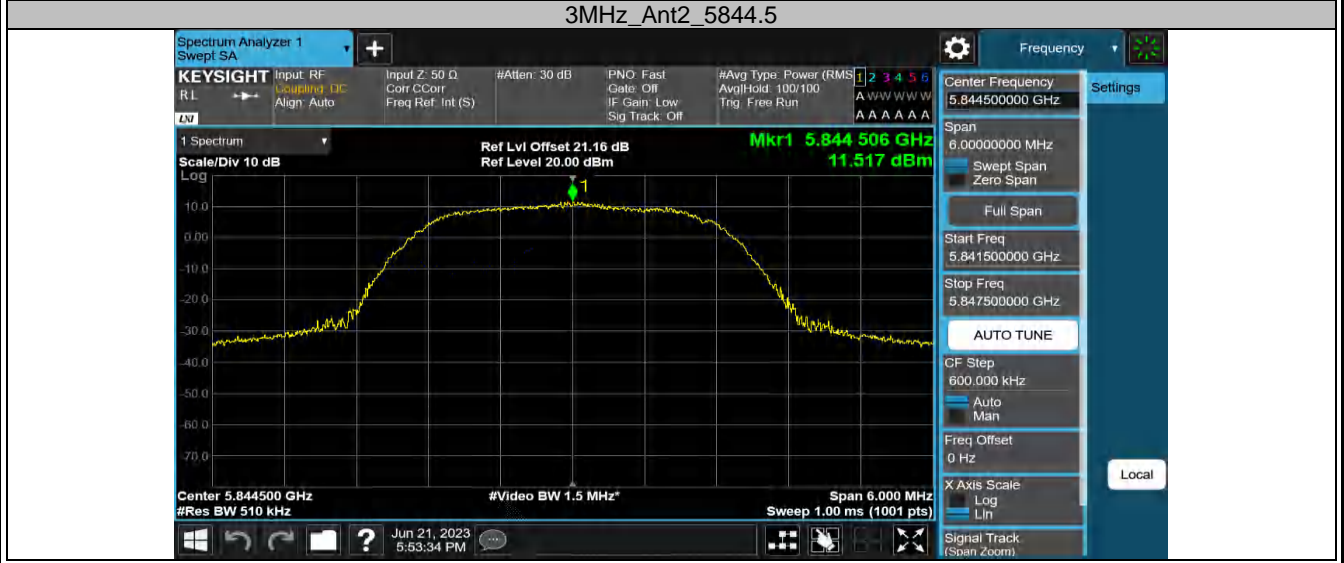 3MHz_Ant2_5844.5
Spectrum Analyzer 1
Swept SA
+
Frequency
KEYSIGHT
RL
LXI
Input: RF
Coupling: DC
Align: Auto
Input Z: 50 Ω
Corr CCorr
Freq Ref: Int (S)
#Atten: 30 dB
PNO: Fast
Gate: Off
IF Gain: Low
Sig Track: Off
#Avg Type: Power (RMS
Avg|Hold: 100/100
Trig: Free Run
1 2 3 4 5 6
A W W W W W
A A A A A A
1 Spectrum
Scale/Div 10 dB
Log
Ref Lvl Offset 21.16 dB
Ref Level 20.00 dBm
Mkr1 5.844 506 GHz
11.517 dBm
1
10.0
0.00
-10.0
-20.0
-30.0
-40.0
-50.0
-60.0
-70.0
Center 5.844500 GHz
#Res BW 510 kHz
#Video BW 1.5 MHz*
Span 6.000 MHz
Sweep 1.00 ms (1001 pts)
?
Jun 21, 2023
5:53:34 PM
Center Frequency
5.844500000 GHz
Settings
Span
6.00000000 MHz
Swept Span
Zero Span
Full Span
Start Freq
5.841500000 GHz
Stop Freq
5.847500000 GHz
AUTO TUNE
CF Step
600.000 kHz
Auto
Man
Freq Offset
0 Hz
X Axis Scale
Log
Lin
Local
Signal Track
(Span Zoom)